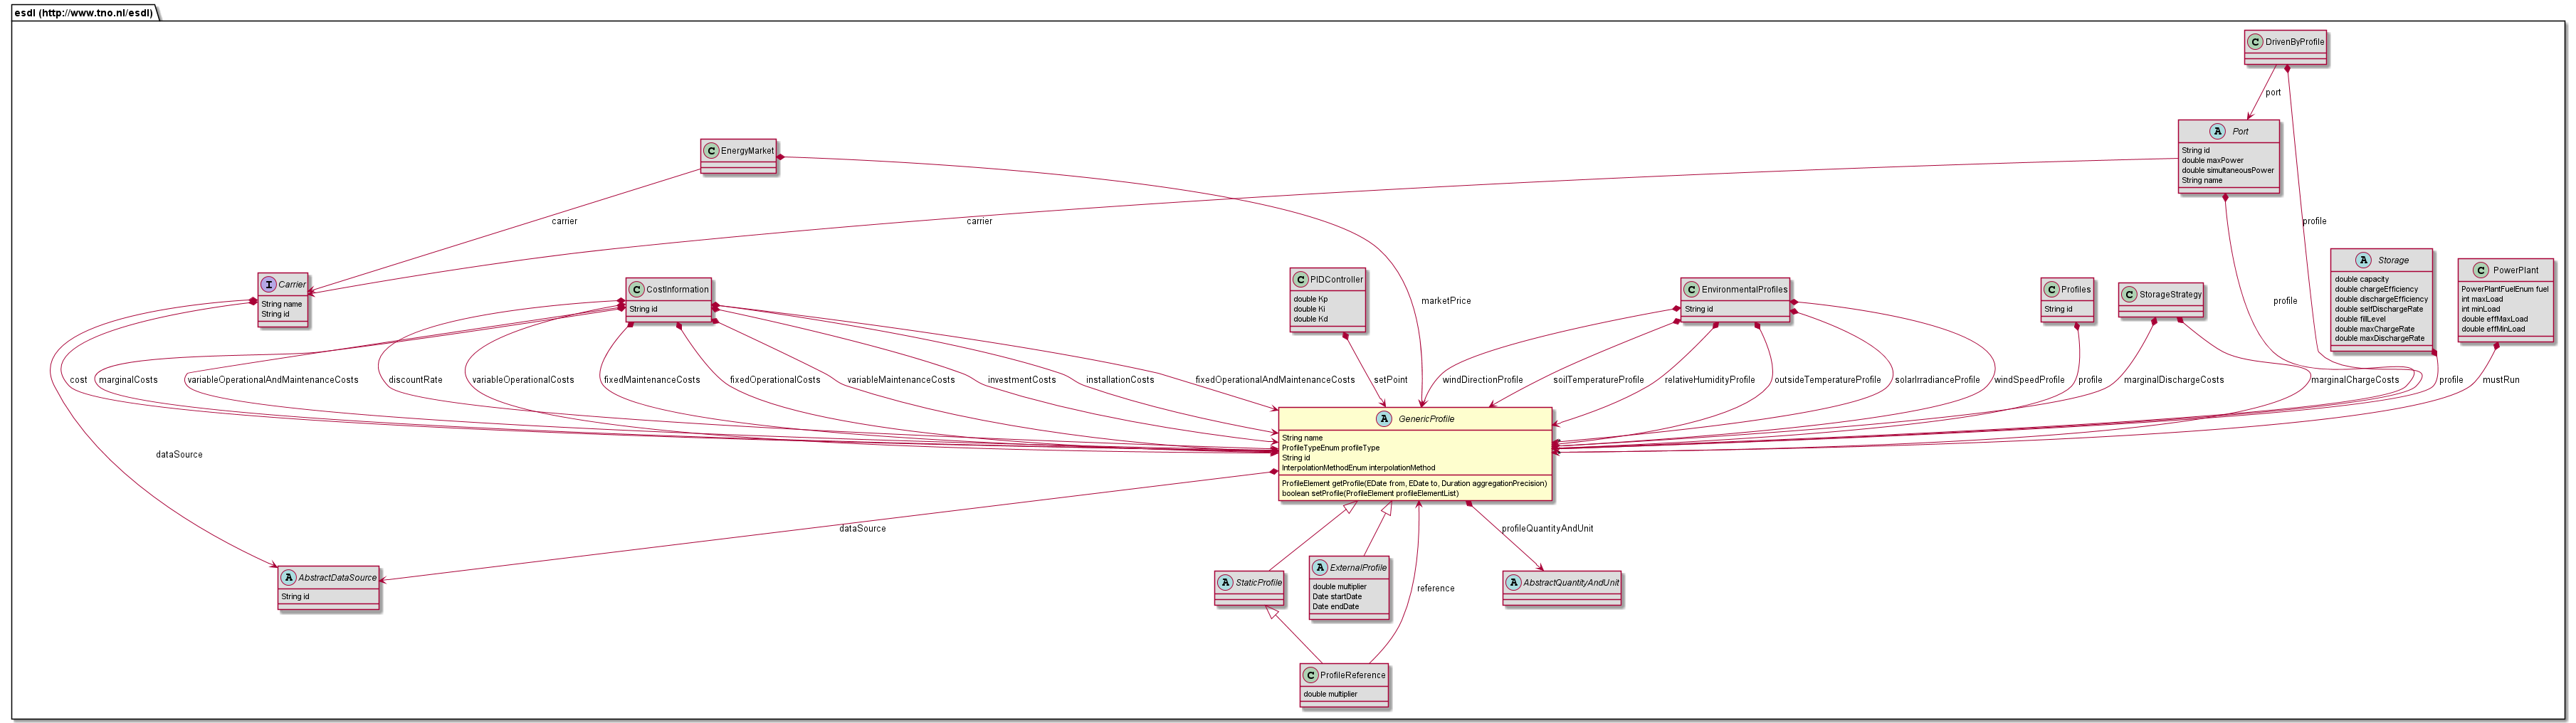 esdl (http://www.tno.nl/esdl)
C DrivenByProfile
port
A Port
String id
double maxPower
double simultaneousPower
String name
C EnergyMarket
carrier
carrier
profile
I Carrier
String name
String id
C CostInformation
String id
C PIDController
double Kp
double Ki
double Kd
marketPrice
C EnvironmentalProfiles
String id
C Profiles
String id
C StorageStrategy
profile
A Storage
double capacity
double chargeEfficiency
double dischargeEfficiency
double selfDischargeRate
double fillLevel
double maxChargeRate
double maxDischargeRate
C PowerPlant
PowerPlantFuelEnum fuel
int maxLoad
int minLoad
double effMaxLoad
double effMinLoad
cost
marginalCosts
variableOperationalAndMaintenanceCosts
discountRate
variableOperationalCosts
fixedMaintenanceCosts
fixedOperationalCosts
variableMaintenanceCosts
investmentCosts
installationCosts
fixedOperationalAndMaintenanceCosts
setPoint
windDirectionProfile
soilTemperatureProfile
relativeHumidityProfile
outsideTemperatureProfile
solarIrradianceProfile
windSpeedProfile
profile
marginalDischargeCosts
marginalChargeCosts
profile
mustRun
A GenericProfile
String name
ProfileTypeEnum profileType
String id
InterpolationMethodEnum interpolationMethod
ProfileElement getProfile(EDate from, EDate to, Duration aggregationPrecision)
boolean setProfile(ProfileElement profileElementList)
dataSource
dataSource
profileQuantityAndUnit
A AbstractDataSource
String id
A StaticProfile
A ExternalProfile
double multiplier
Date startDate
Date endDate
reference
A AbstractQuantityAndUnit
C ProfileReference
double multiplier